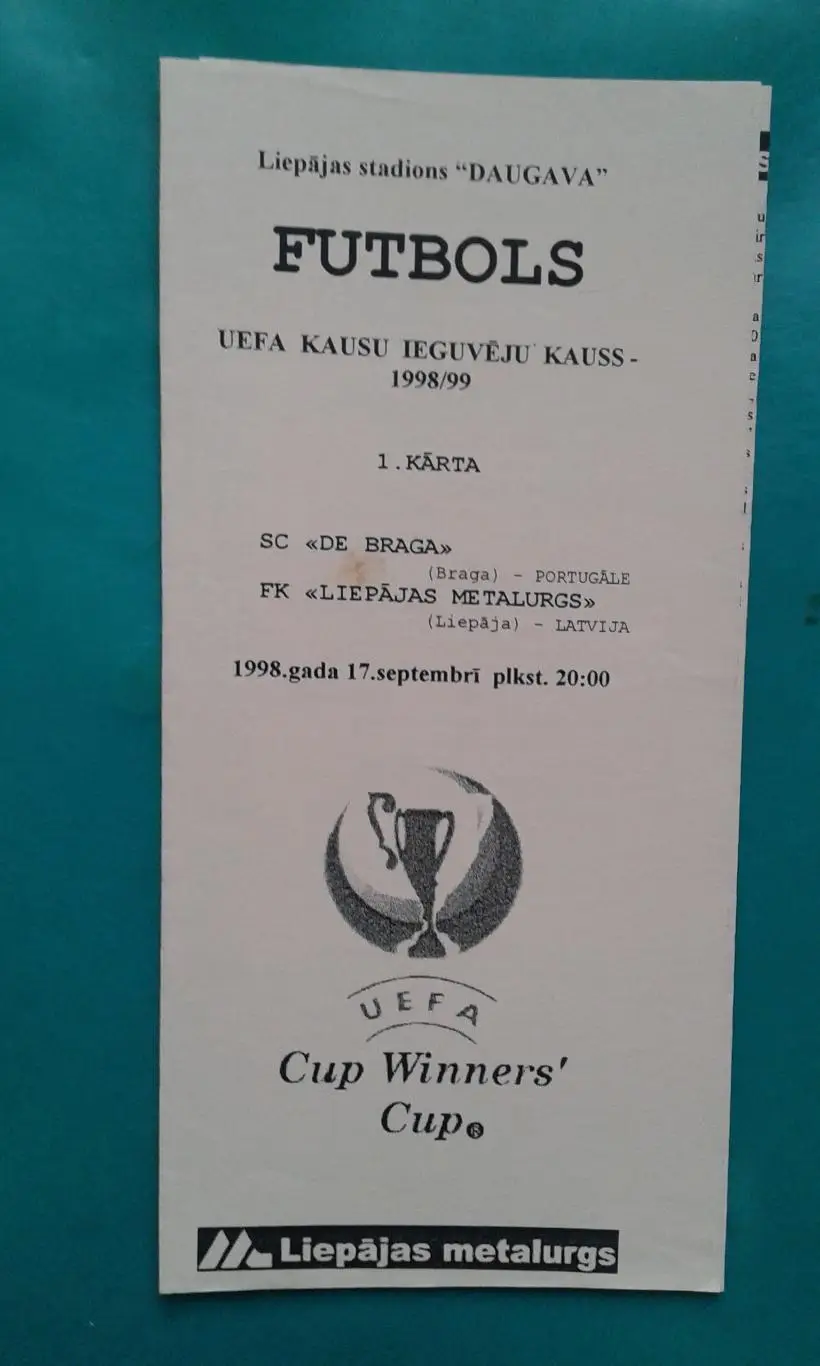 Liepājas stadions “DAUGAVA”
FUTBOLS
UEFA KAUSU IEGUVĒJU KAUSS -
1998/99
1.KĀRTA
SC «DE BRAGA»
(Braga) - PORTUGĀLE
FK «LIEPĀJAS METALURGS»
(Liepāja) - LATVIJA
1998.gada 17.septembrī plkst. 20:00
UEFA
Cup Winners'
Cup®
Liepājas metalurgs